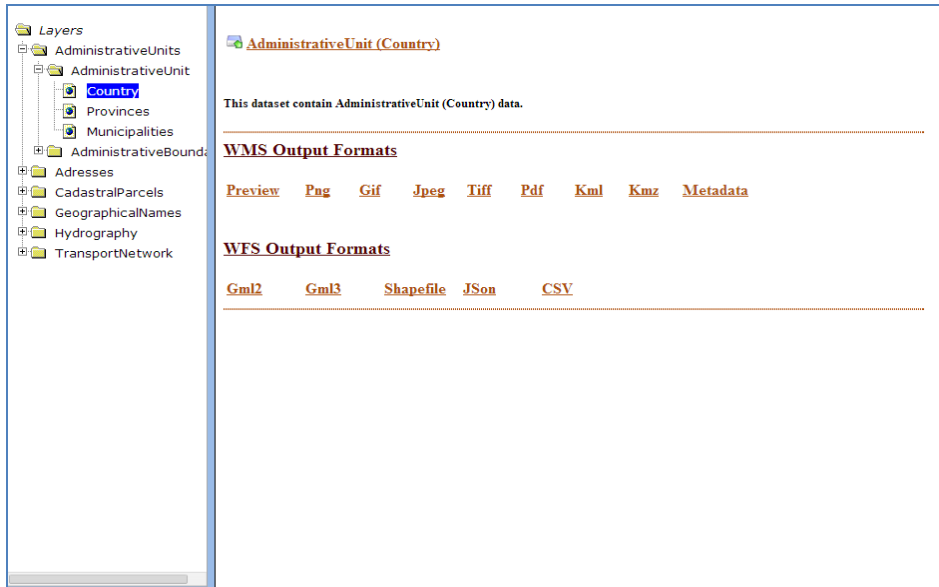 Layers
AdministrativeUnits
AdministrativeUnit
Country
Provinces
Municipalities
AdministrativeBounda
Adresses
CadastralParcels
GeographicalNames
Hydrography
TransportNetwork
AdministrativeUnit (Country)
This dataset contain AdministrativeUnit (Country) data.
WMS Output Formats
Preview Png Gif Jpeg Tiff Pdf Kml Kmz Metadata
WFS Output Formats
Gml2 Gml3 Shapefile JSon CSV